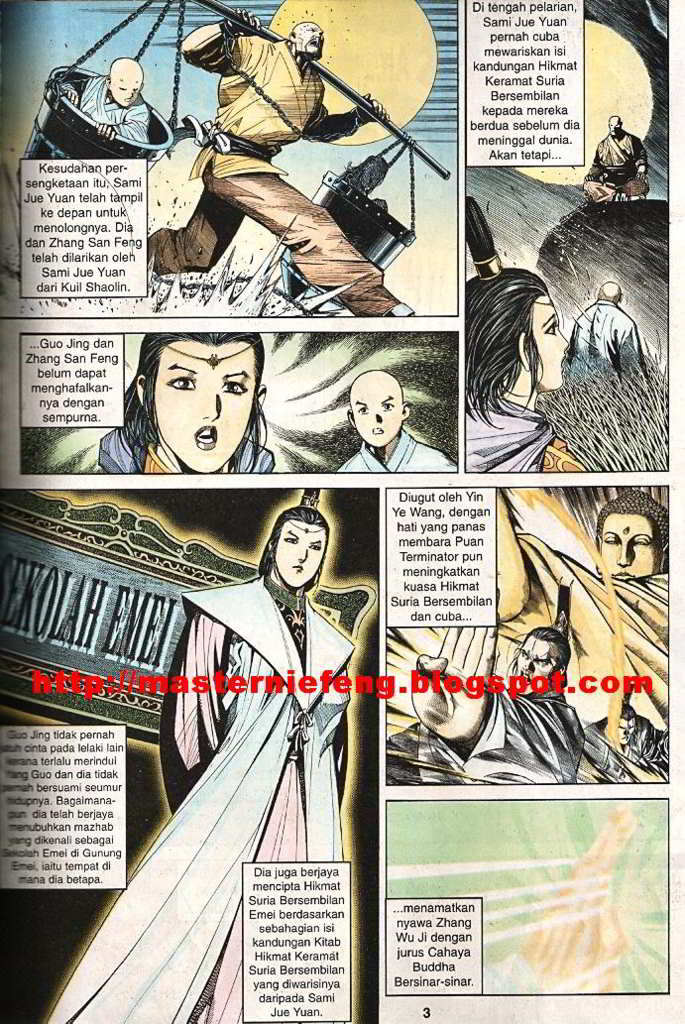 Kesudahan per-
sengketaan itu, Sami
Jue Yuan telah tampil
ke depan untuk
menolongnya. Dia
dan Zhang San Feng
telah dilarikan oleh
Sami Jue Yuan
dari Kuil Shaolin.
Di tengah pelarian,
Sami Jue Yuan
pernah cuba
mewariskan isi
kandungan Hikmat
Keramat Suria
Bersembilan
kepada mereka
berdua sebelum dia
meninggal dunia.
Akan tetapi...
...Guo Jing dan
Zhang San Feng
belum dapat
menghafalkan-
nya dengan
sempurna.
SEKOLAH EMEI
Guo Jing tidak pernah
jatuh cinta pada lelaki lain
kerana terlalu merindui
Yang Guo dan dia tidak
pernah bersuami seumur
hidupnya. Bagaimana-
pun dia telah berjaya
menubuhkan mazhab
yang dikenali sebagai
Sekolah Emei di Gunung
Emei, iaitu tempat di
mana dia betapa.
Dia juga berjaya
mencipta Hikmat
Suria Bersembilan
Emei berdasarkan
sebahagian isi
kandungan Kitab
Hikmat Keramat
Suria Bersembilan
yang diwarisinya
daripada Sami
Jue Yuan.
Diugut oleh Yin
Ye Wang, dengan
hati yang panas
membara Puan
Terminator pun
meningkatkan
kuasa Hikmat
Suria Bersembilan
dan cuba...
http://masterniefeng.blogspot.com
...menamatkan
nyawa Zhang
Wu Ji dengan
jurus Cahaya
Buddha
Bersinar-sinar.
3